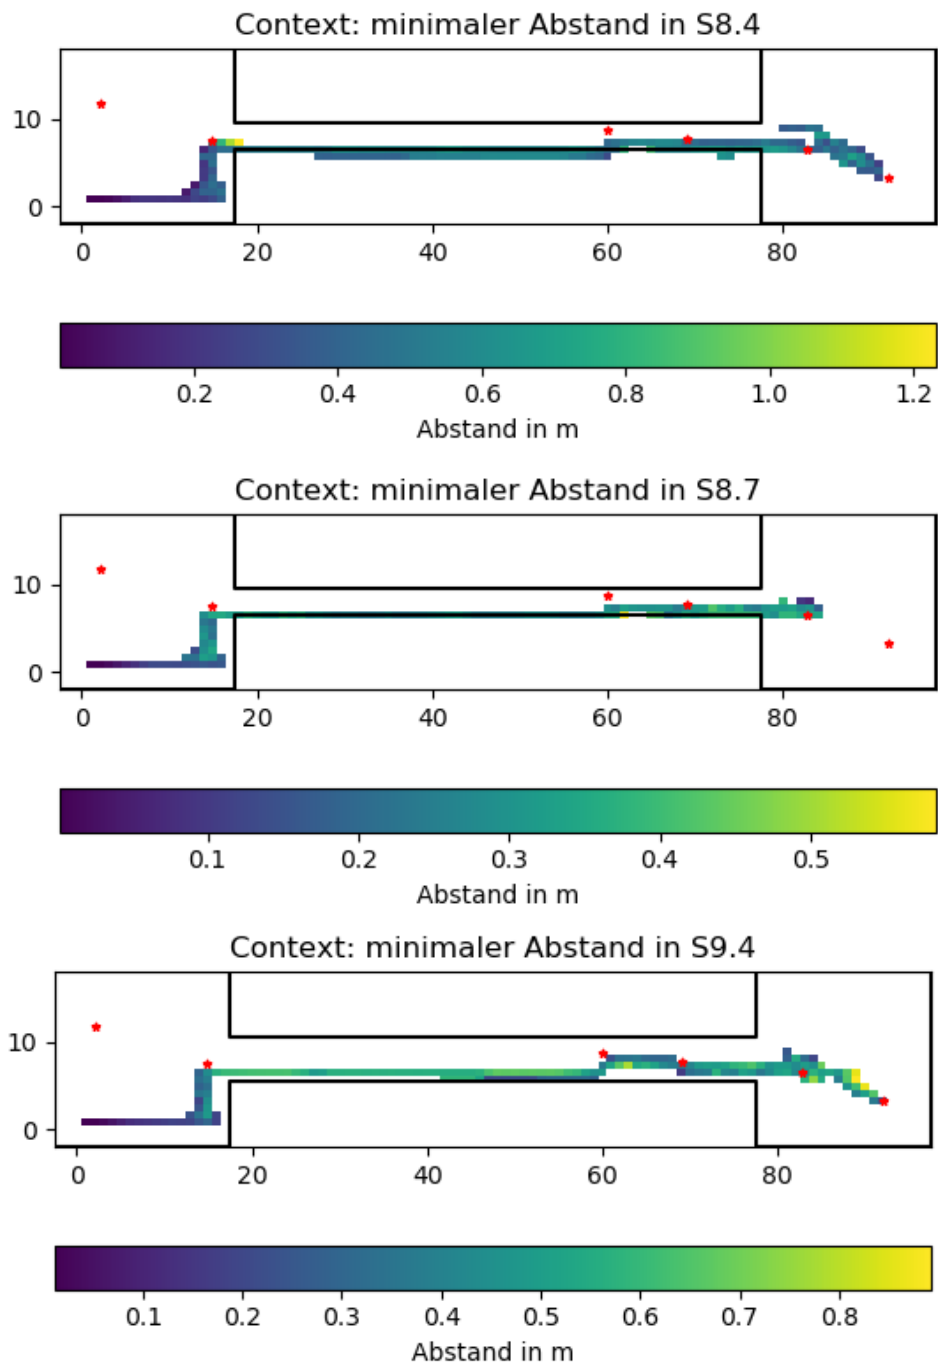 Context: minimaler Abstand in S8.4
10
0
0 20 40 60 80
0.2 0.4 0.6 0.8 1.0 1.2
Abstand in m
Context: minimaler Abstand in S8.7
10
0
0 20 40 60 80
0.1 0.2 0.3 0.4 0.5
Abstand in m
Context: minimaler Abstand in S9.4
10
0
0 20 40 60 80
0.1 0.2 0.3 0.4 0.5 0.6 0.7 0.8
Abstand in m